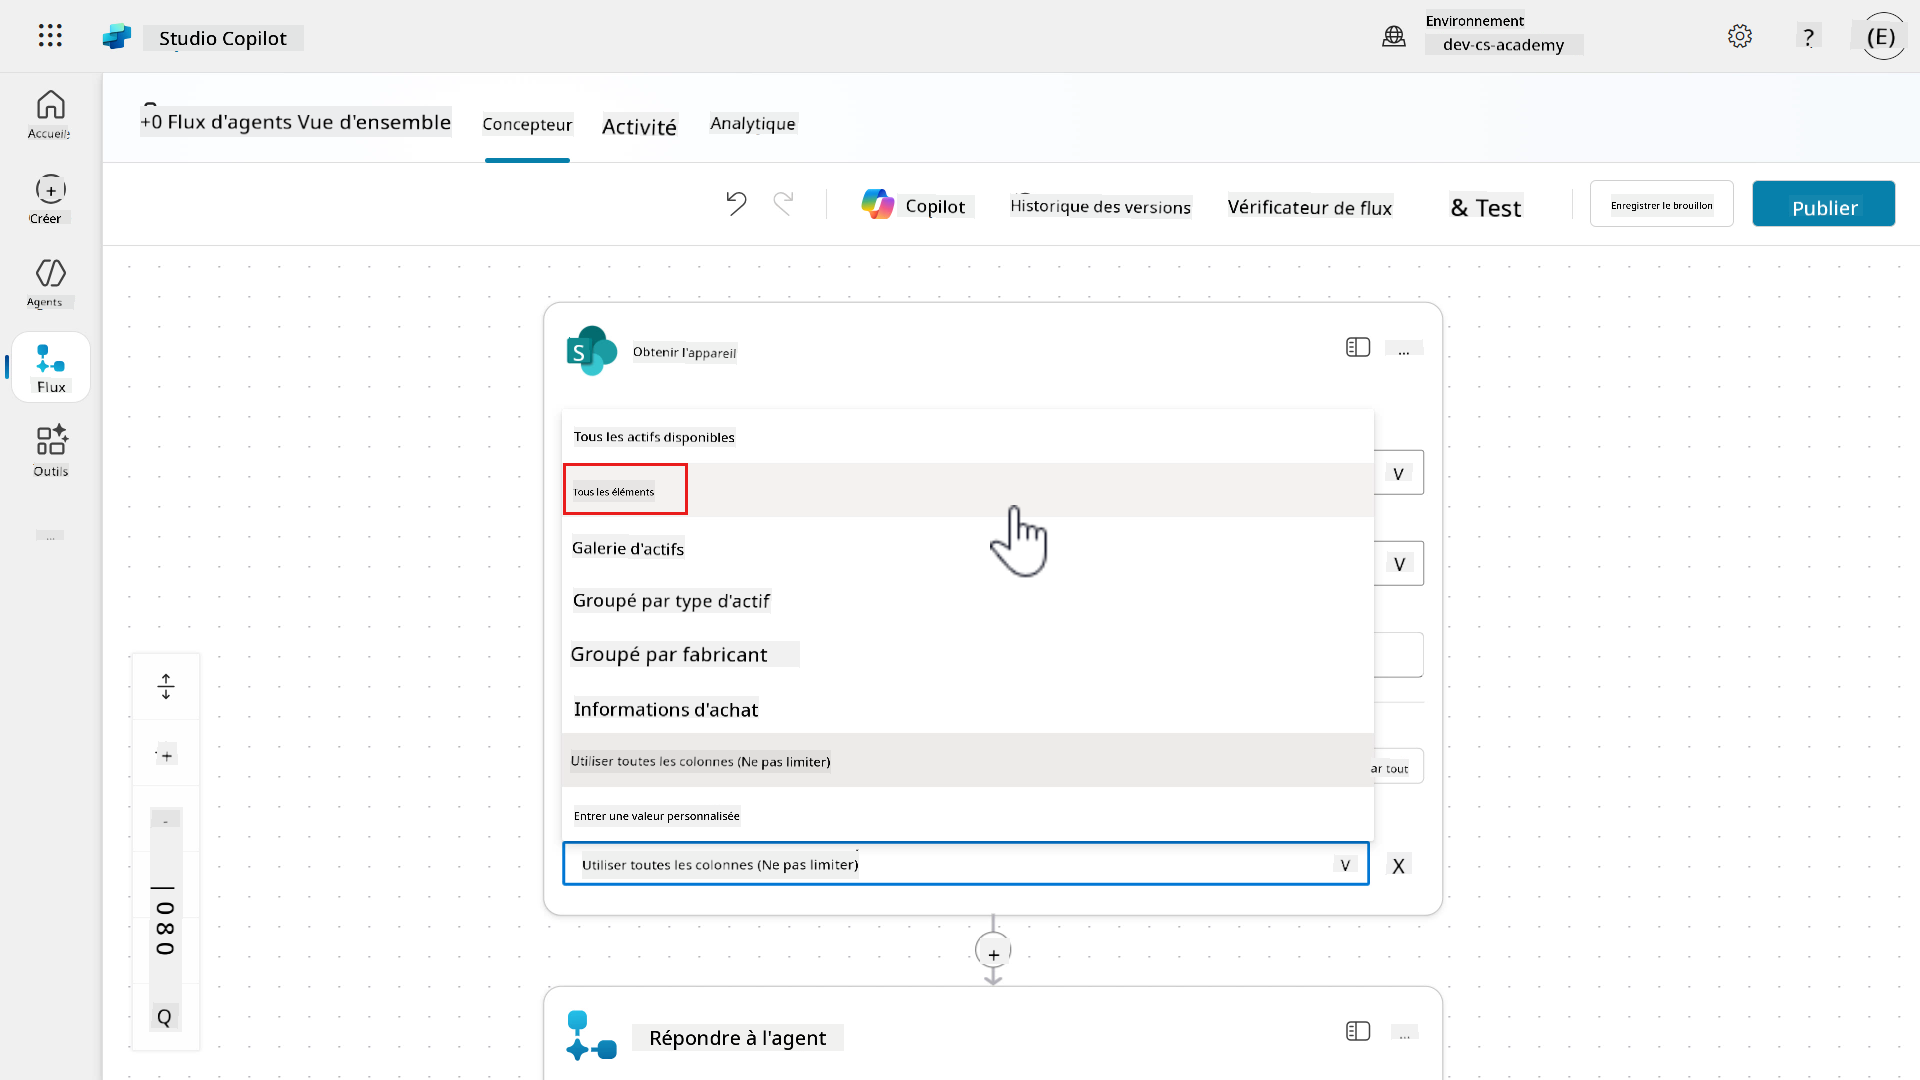 Studio Copilot
Environnement
dev-cs-academy
?
(E)
Accueil
+0 Flux d'agents Vue d'ensemble
Concepteur
Activité
Analytique
Créer
Copilot
Historique des versions
Vérificateur de flux
& Test
Enregistrer le brouillon
Publier
Agents
Flux
Outils
...
S
Obtenir l'appareil
...
Tous les actifs disponibles
Tous les éléments
V
Galerie d'actifs
V
Groupé par type d'actif
Groupé par fabricant
Informations d'achat
Utiliser toutes les colonnes (Ne pas limiter)
ar tout
Entrer une valeur personnalisée
Utiliser toutes les colonnes (Ne pas limiter)
V
X
+
-
080
Q
+
Répondre à l'agent
...